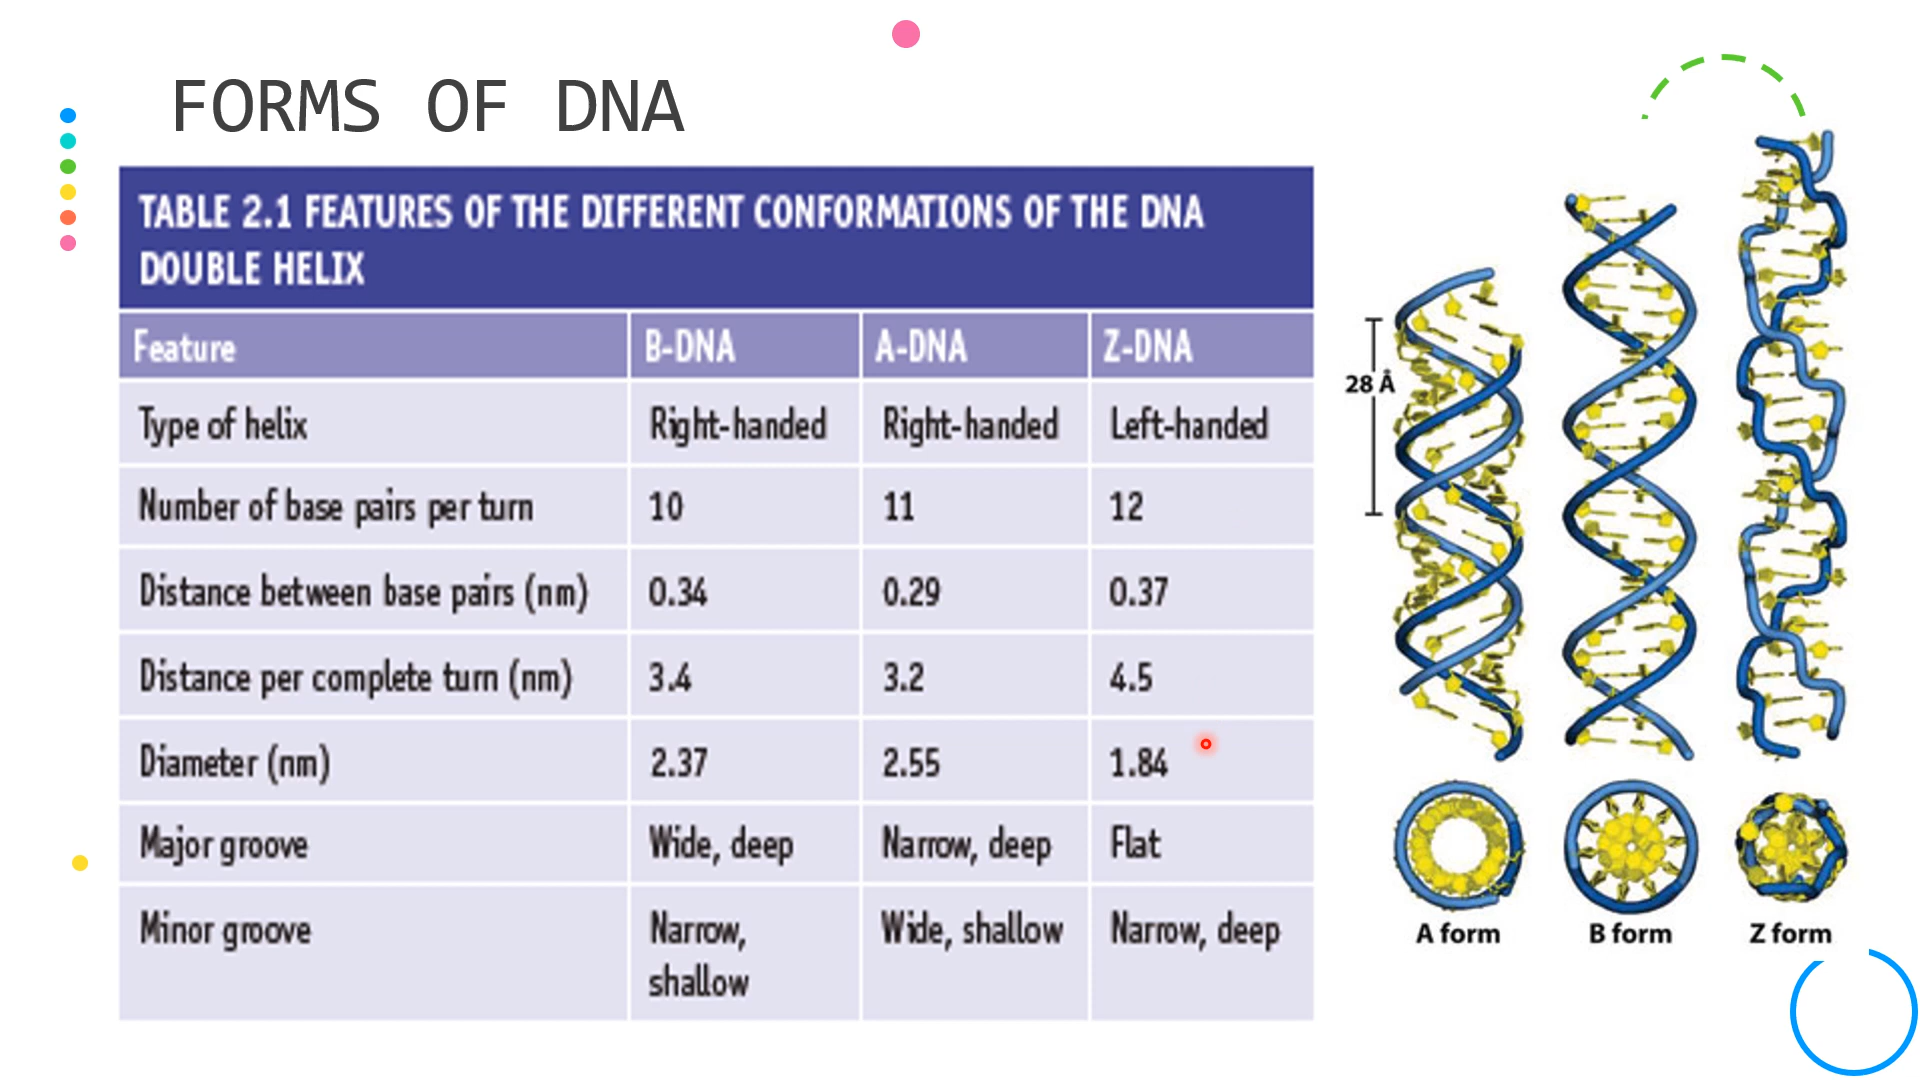 FORMS OF DNA
TABLE 2.1 FEATURES OF THE DIFFERENT CONFORMATIONS OF THE DNA
DOUBLE HELIX
Feature B-DNA A-DNA Z-DNA
Type of helix Right-handed Right-handed Left-handed
Number of base pairs per turn 10 11 12
Distance between base pairs (nm) 0.34 0.29 0.37
Distance per complete turn (nm) 3.4 3.2 4.5
Diameter (nm) 2.37 2.55 1.84
Major groove Wide, deep Narrow, deep Flat
Minor groove Narrow, Wide, shallow Narrow, deep
shallow
28 Å
A form B form Z form